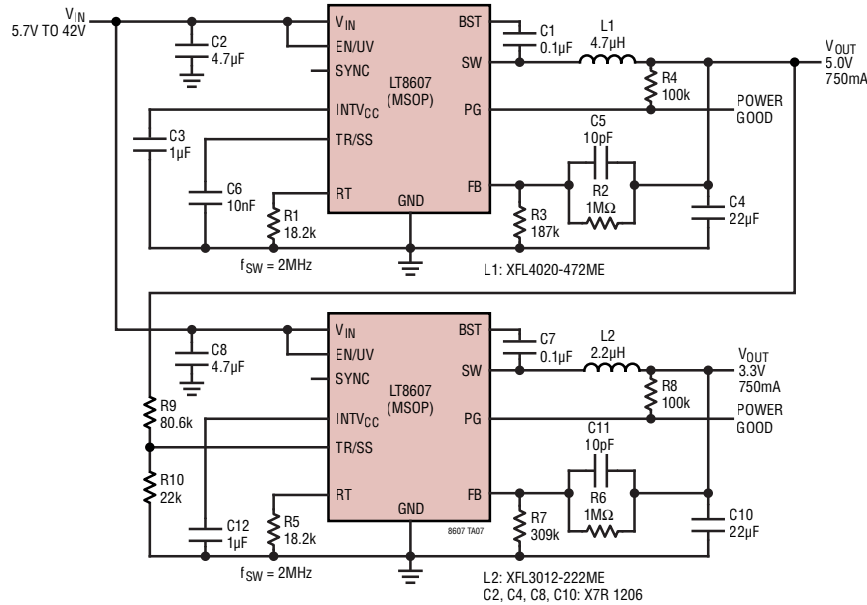 VIN
5.7V TO 42V
C2
4.7µF
VIN
EN/UV
SYNC
INTVCC
TR/SS
RT
LT8607
(MSOP)
GND
BST
SW
PG
FB
C1
0.1µF
L1
4.7µH
VOUT
5.0V
750mA
R4
100k
POWER
GOOD
C3
1µF
C6
10nF
R1
18.2k
C5
10pF
R2
1MΩ
R3
187k
C4
22µF
fSW = 2MHz
L1: XFL4020-472ME
C8
4.7µF
VIN
EN/UV
SYNC
INTVCC
TR/SS
RT
LT8607
(MSOP)
GND
BST
SW
PG
FB
C7
0.1µF
L2
2.2µH
VOUT
3.3V
750mA
R8
100k
POWER
GOOD
R9
80.6k
R10
22k
C12
1µF
R5
18.2k
C11
10pF
R6
1MΩ
R7
309k
C10
22µF
8607 TA07
fSW = 2MHz
L2: XFL3012-222ME
C2, C4, C8, C10: X7R 1206